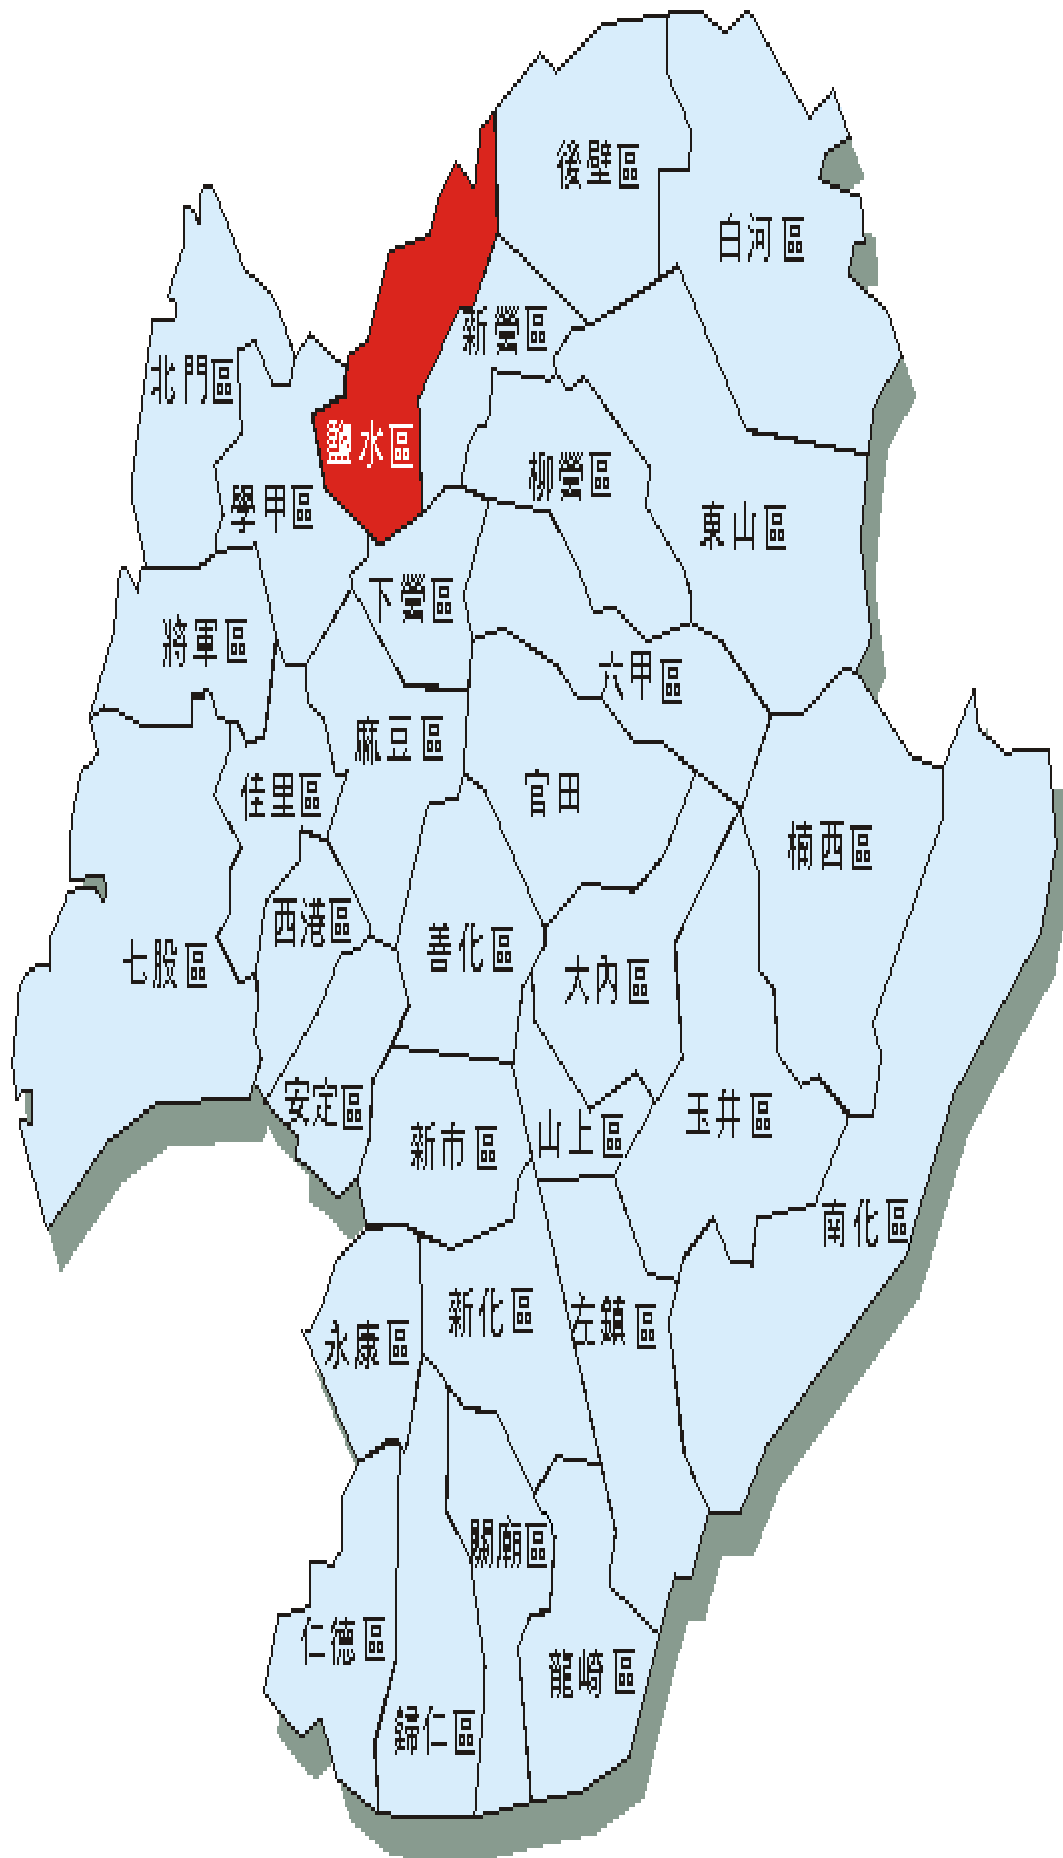 後壁區
白河區
新營區
北門區
鹽水區
柳營區
學甲區
東山區
下營區
將軍區
六甲區
麻豆區
佳里區
官田
楠西區
西港區
善化區
七股區
大內區
安定區
玉井區
山上區
新市區
南化區
新化區
左鎮區
永康區
關廟區
仁德區
龍崎區
歸仁區